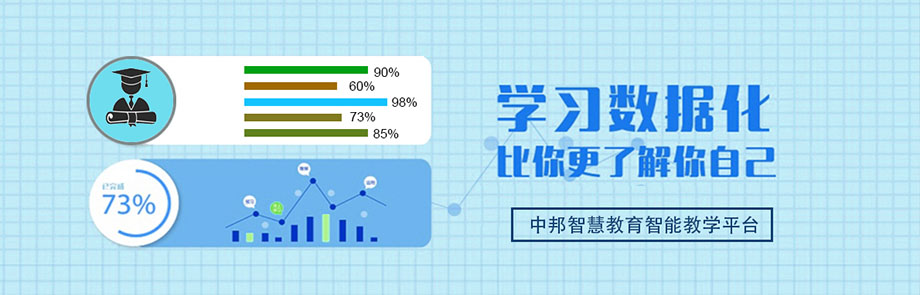 90%
60%
98%
73%
85%
已完成
73%
学习数据化
比你更了解你自己
中邦智慧教育智能教学平台